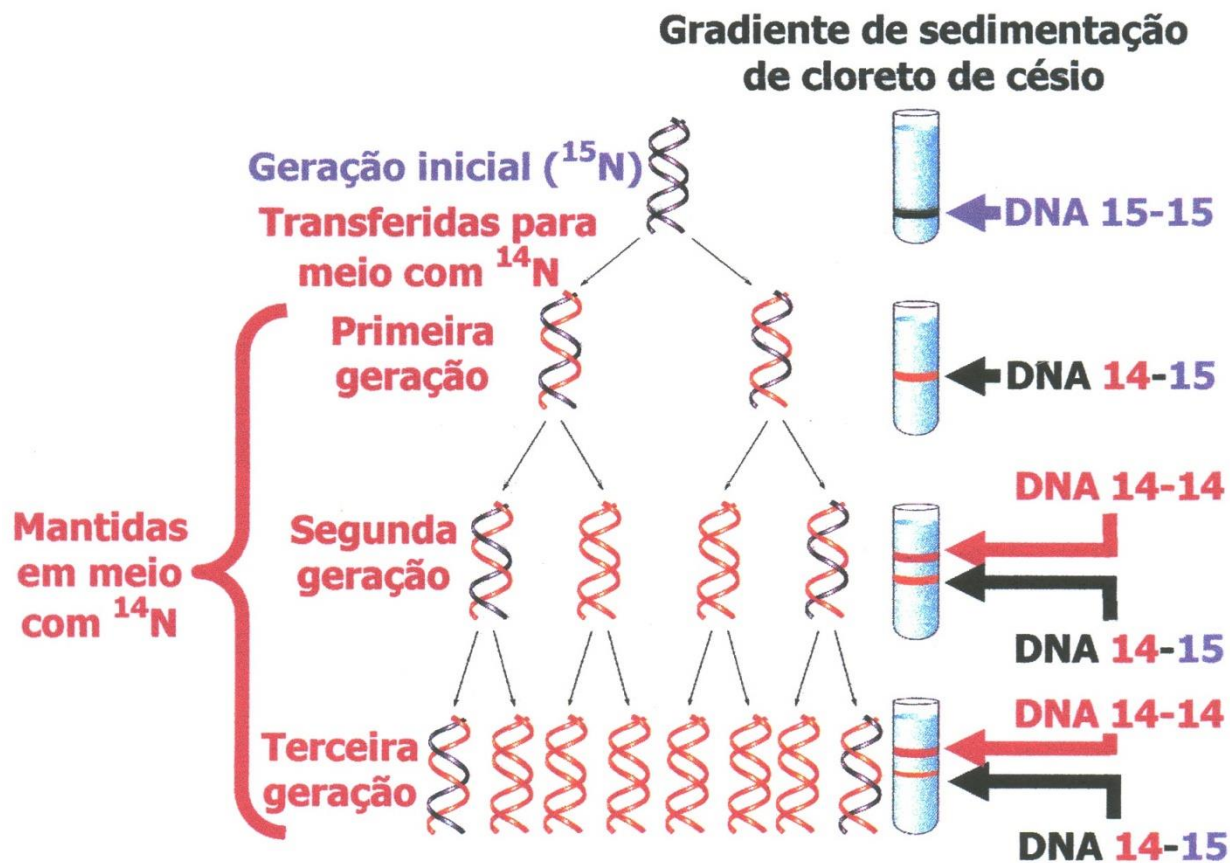 Gradiente de sedimentação
de cloreto de césio
Geração inicial (¹⁵N)
DNA 15-15
Transferidas para
meio com ¹⁴N
Primeira
geração
DNA 14-15
Mantidas
em meio
com ¹⁴N
Segunda
geração
DNA 14-14
DNA 14-15
Terceira
geração
DNA 14-14
DNA 14-15